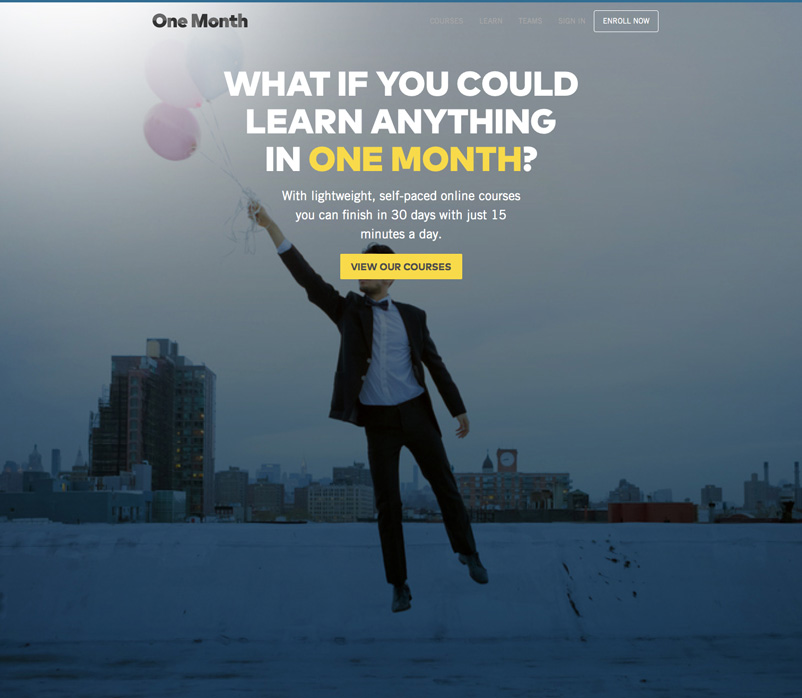 One Month
COURSES LEARN TEAMS SIGN IN ENROLL NOW
WHAT IF YOU COULD
LEARN ANYTHING
IN ONE MONTH?
With lightweight, self-paced online courses
you can finish in 30 days with just 15
minutes a day.
VIEW OUR COURSES